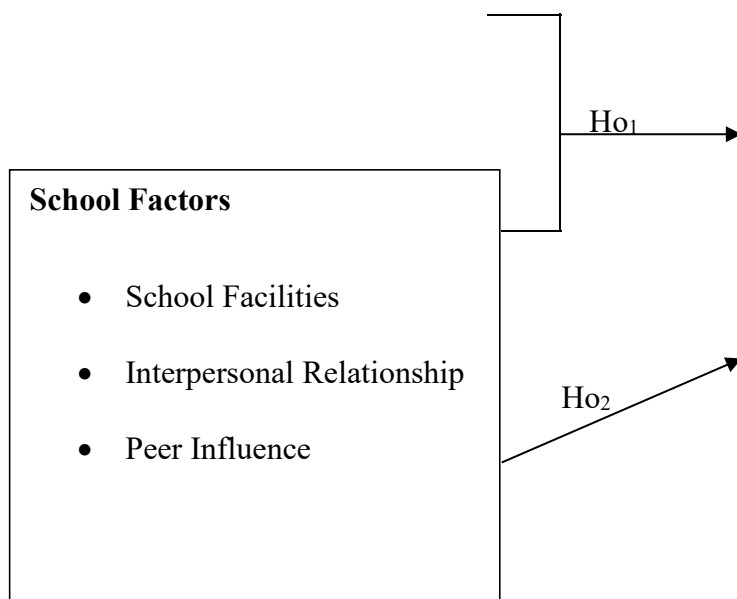 Ho₁
School Factors
• School Facilities
• Interpersonal Relationship
Ho₂
• Peer Influence